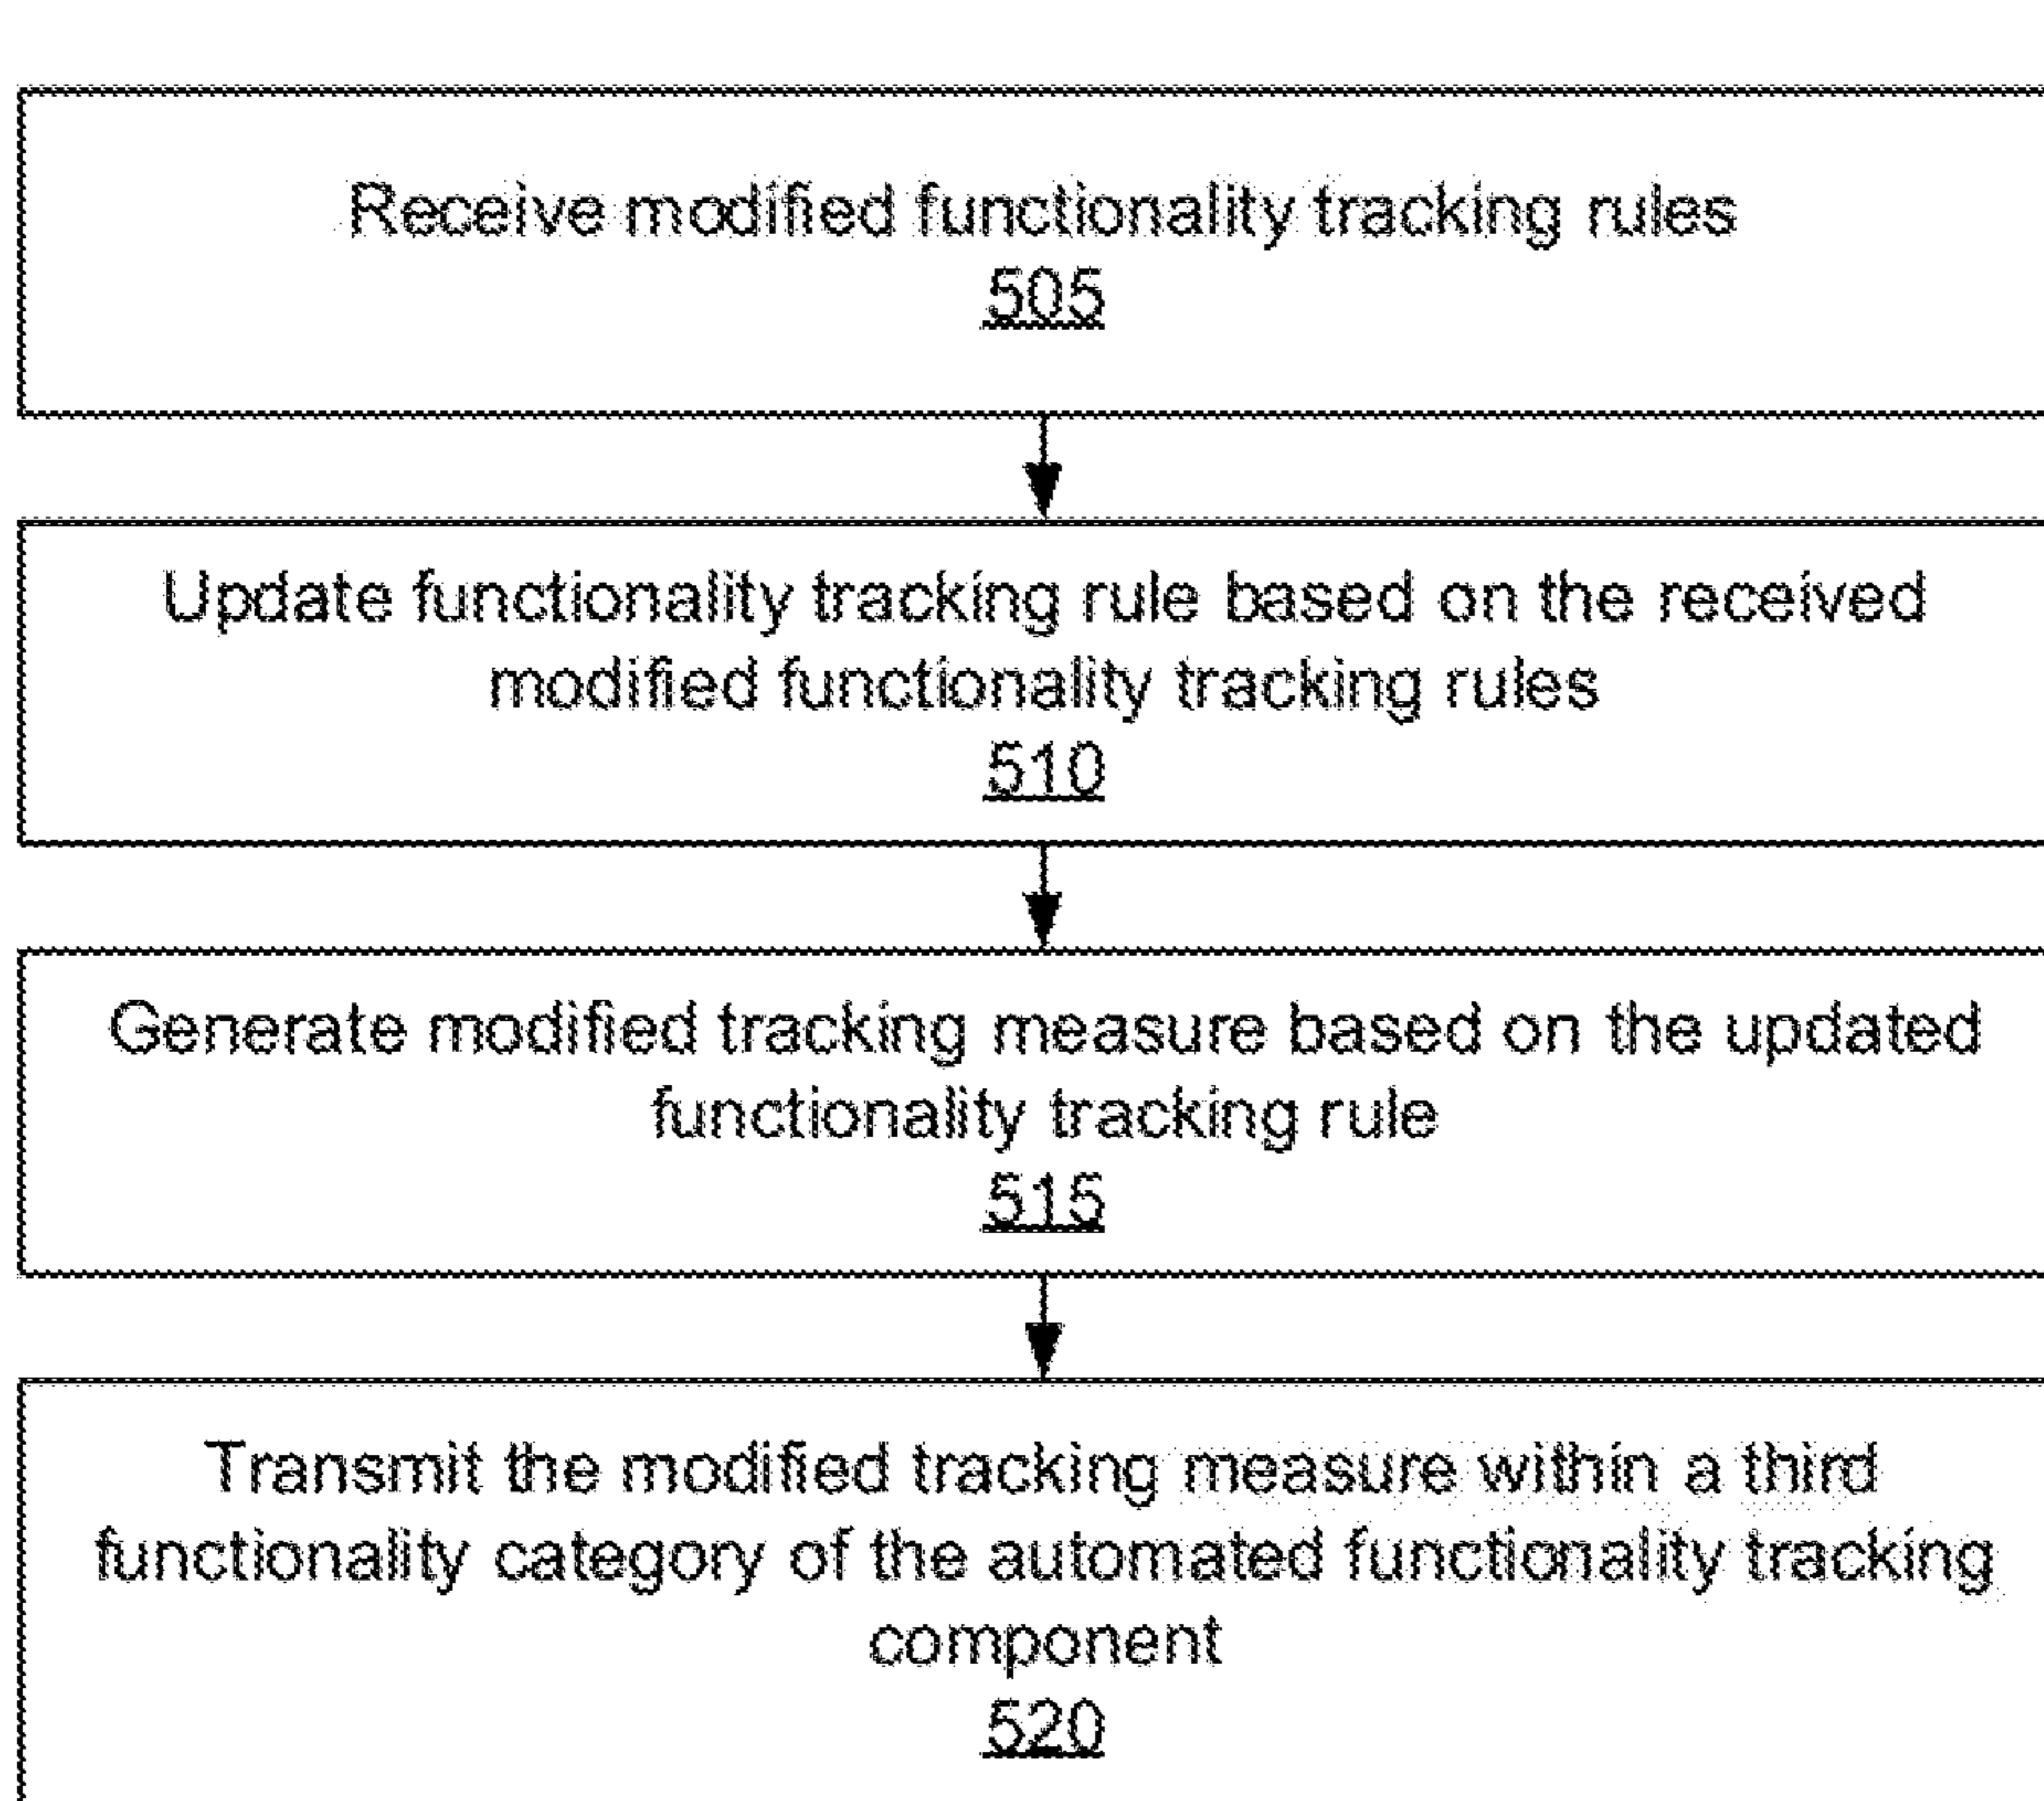 Receive modified functionality tracking rules
505
Update functionality tracking rule based on the received
modified functionality tracking rules
510
Generate modified tracking measure based on the updated
functionality tracking rule
515
Transmit the modified tracking measure within a third
functionality category of the automated functionality tracking
component
520